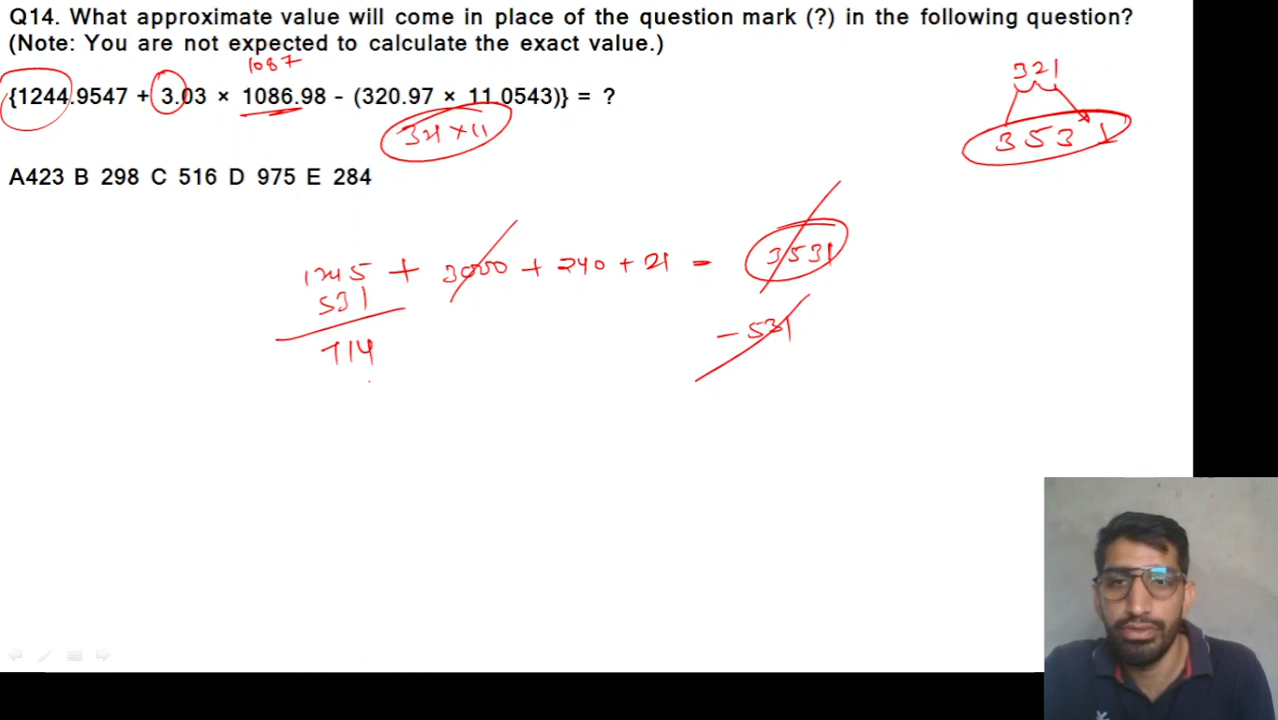 Q14. What approximate value will come in place of the question mark (?) in the following question?
(Note: You are not expected to calculate the exact value.)
1087
{1244.9547 + 3.03 × 1086.98 - (320.97 × 11.0543)} = ?
321 × 11
321
3531
A423 B 298 C 516 D 975 E 284
1245 + 3000 + 240 + 21 - 3531
531
- 531
714